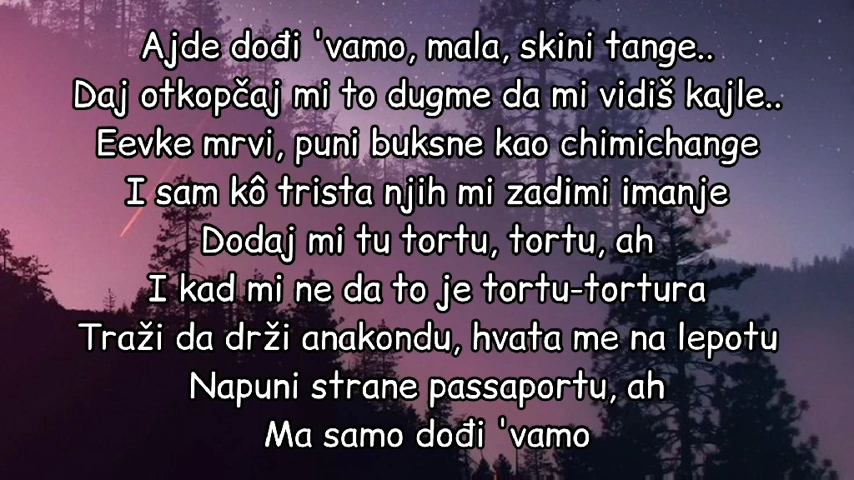 Ajde dođi 'vamo, mala, skini tange..
Daj otkopčaj mi to dugme da mi vidiš kajle..
Eevke mrvi, puni buksne kao chimichange
I sam kô trista njih mi zadimi imanje
Dodaj mi tu tortu, tortu, ah
I kad mi ne da to je tortu-tortura
Traži da drži anakondu, hvata me na lepotu
Napuni strane passaportu, ah
Ma samo dođi 'vamo